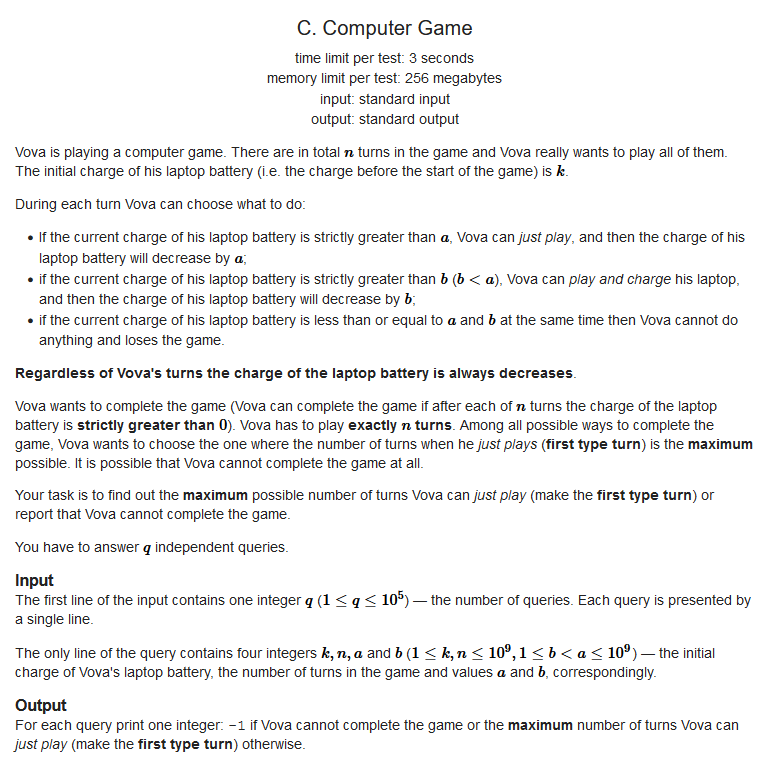 C. Computer Game
time limit per test: 3 seconds
memory limit per test: 256 megabytes
input: standard input
output: standard output
Vova is playing a computer game. There are in total n turns in the game and Vova really wants to play all of them.
The initial charge of his laptop battery (i.e. the charge before the start of the game) is k.
During each turn Vova can choose what to do:
• If the current charge of his laptop battery is strictly greater than a, Vova can just play, and then the charge of his
laptop battery will decrease by a;
• if the current charge of his laptop battery is strictly greater than b (b < a), Vova can play and charge his laptop,
and then the charge of his laptop battery will decrease by b;
• if the current charge of his laptop battery is less than or equal to a and b at the same time then Vova cannot do
anything and loses the game.
Regardless of Vova's turns the charge of the laptop battery is always decreases.
Vova wants to complete the game (Vova can complete the game if after each of n turns the charge of the laptop
battery is strictly greater than 0). Vova has to play exactly n turns. Among all possible ways to complete the
game, Vova wants to choose the one where the number of turns when he just plays (first type turn) is the maximum
possible. It is possible that Vova cannot complete the game at all.
Your task is to find out the maximum possible number of turns Vova can just play (make the first type turn) or
report that Vova cannot complete the game.
You have to answer q independent queries.
Input
The first line of the input contains one integer q (1 ≤ q ≤ 10⁵) — the number of queries. Each query is presented by
a single line.
The only line of the query contains four integers k, n, a and b (1 ≤ k, n ≤ 10⁹, 1 ≤ b < a ≤ 10⁹) — the initial
charge of Vova's laptop battery, the number of turns in the game and values a and b, correspondingly.
Output
For each query print one integer: -1 if Vova cannot complete the game or the maximum number of turns Vova can
just play (make the first type turn) otherwise.